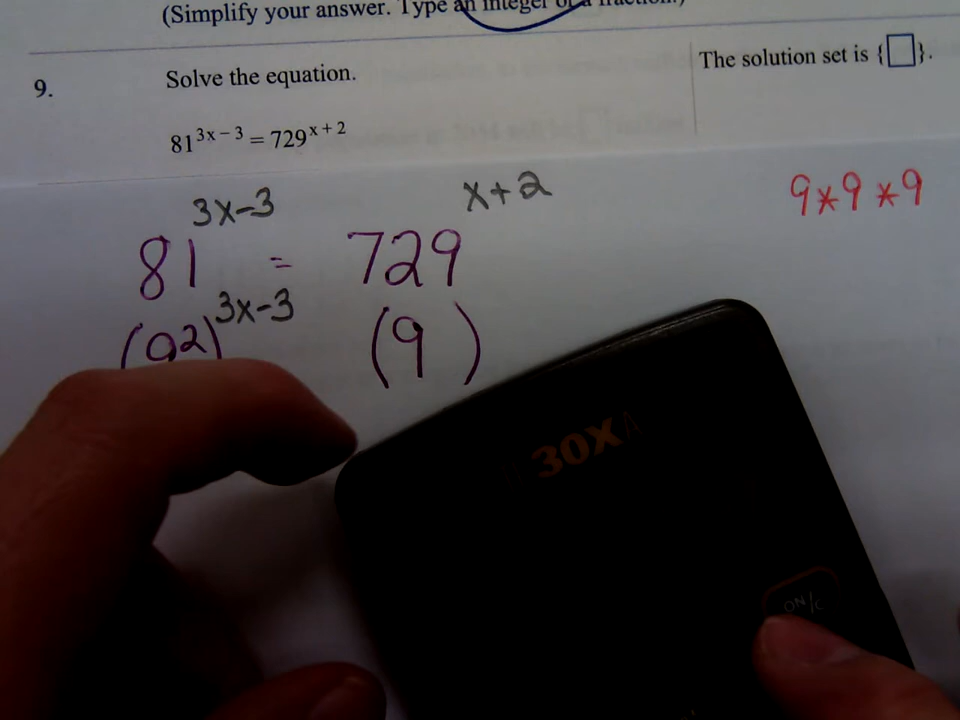 (Simplify your answer. Type an integer or a fraction.)
9. Solve the equation. The solution set is {□}.
81^{3x-3} = 729^{x+2}
81^{3x-3} = 729^{x+2} 9*9*9
(9^2)^{3x-3} (9 )
30XA
ON/C